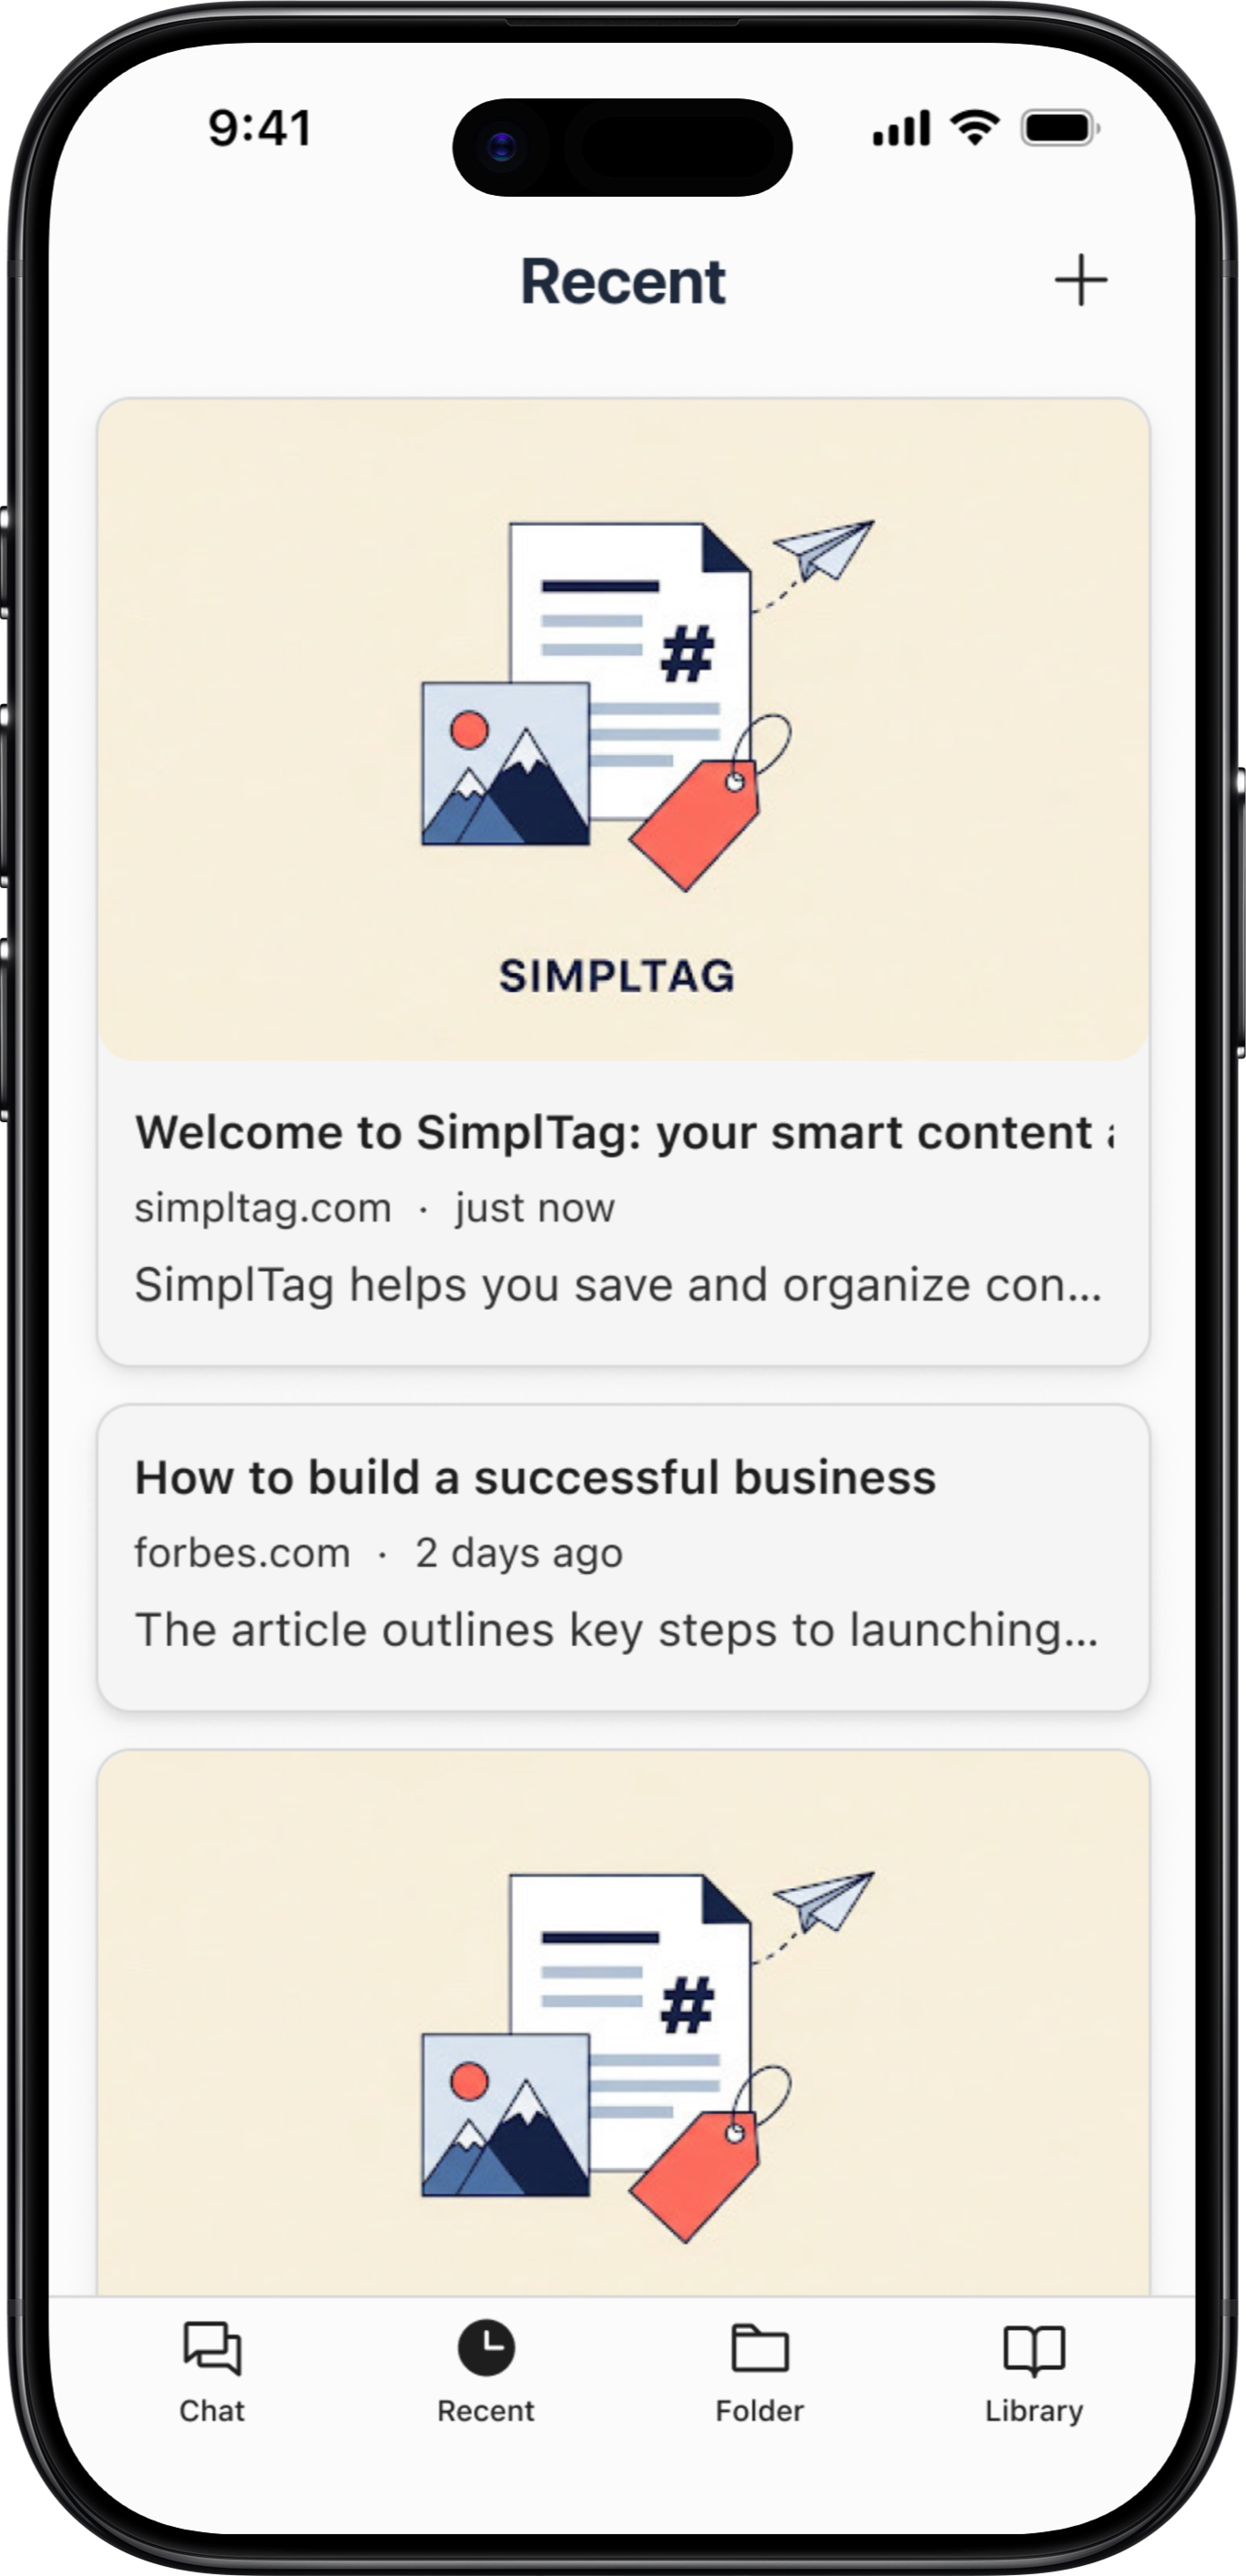 9:41
Recent
#
SIMPLTAG
Welcome to SimplTag: your smart content
simpltag.com · just now
SimplTag helps you save and organize con...
How to build a successful business
forbes.com · 2 days ago
The article outlines key steps to launching...
#
Chat
Recent
Folder
Library